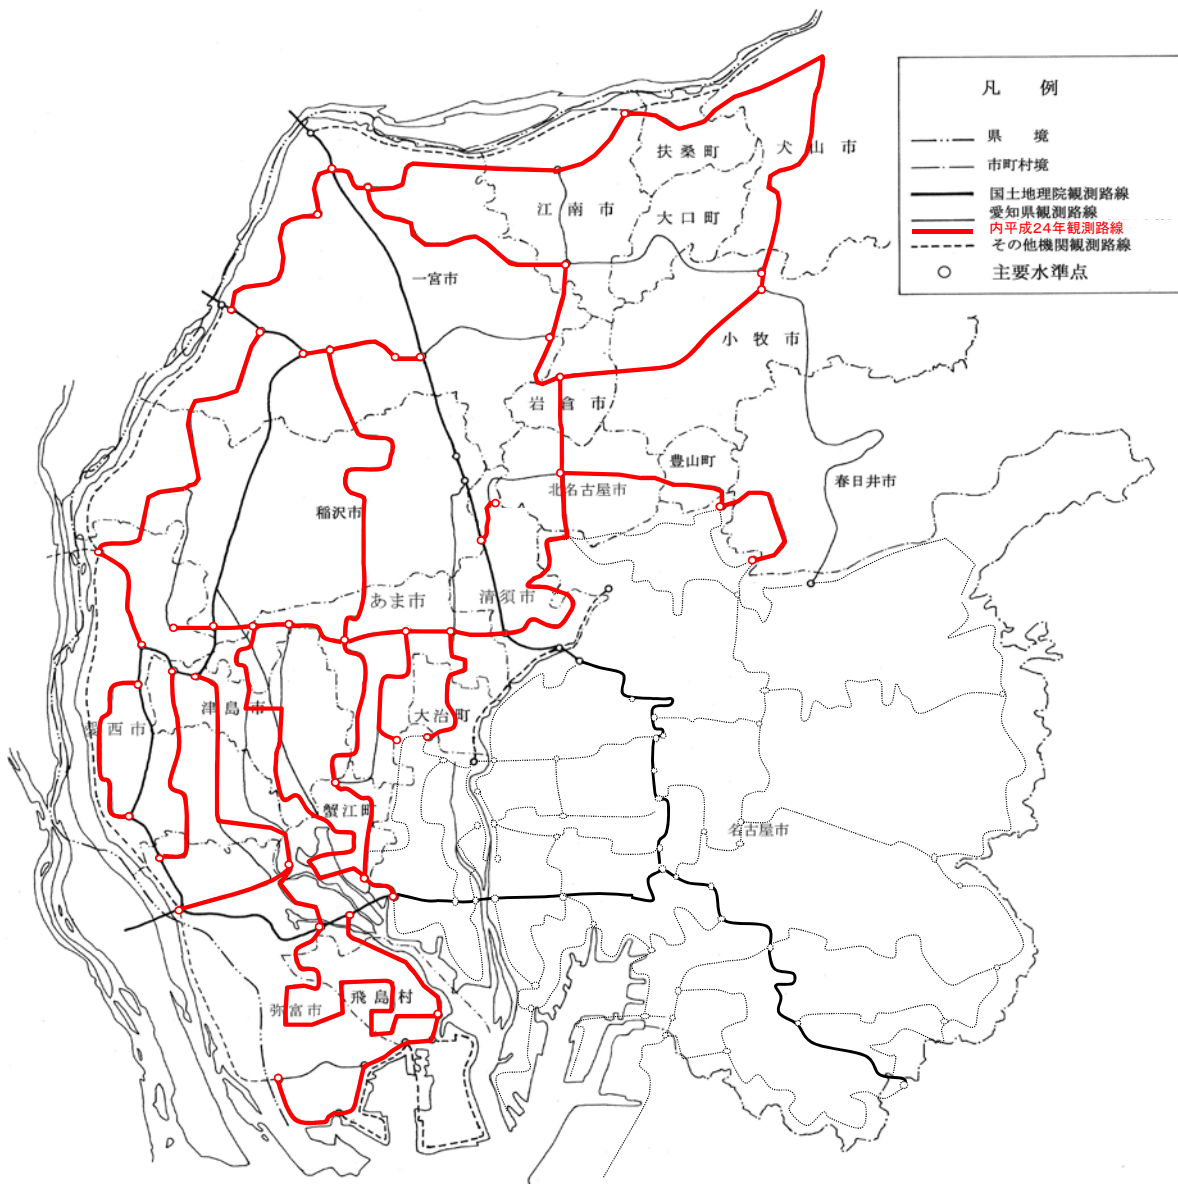 凡 例
県 境
市町村境
国土地理院観測路線
愛知県観測路線
内平成24年観測路線
その他機関観測路線
主要水準点
扶桑町
犬山市
江南市
大口町
一宮市
小牧市
岩倉市
豊山町
北名古屋市
春日井市
稲沢市
あま市
清須市
津島市
大治町
愛西市
蟹江町
名古屋市
飛島村
弥富市